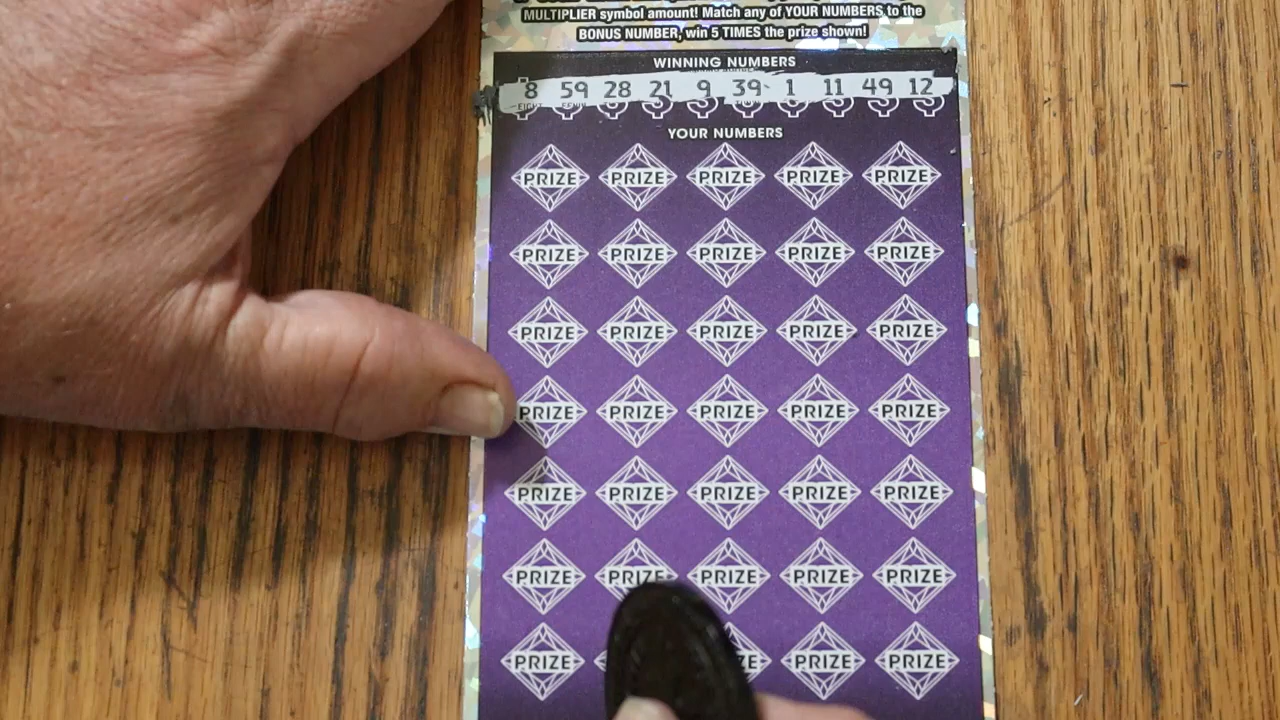 MULTIPLIER symbol amount! Match any of YOUR NUMBERS to the
BONUS NUMBER, win 5 TIMES the prize shown!
WINNING NUMBERS
8 59 28 21 9 39 1 11 49 12
YOUR NUMBERS
PRIZE PRIZE PRIZE PRIZE PRIZE
PRIZE PRIZE PRIZE PRIZE PRIZE
PRIZE PRIZE PRIZE PRIZE PRIZE
PRIZE PRIZE PRIZE PRIZE PRIZE
PRIZE PRIZE PRIZE PRIZE PRIZE
PRIZE PRIZE PRIZE PRIZE PRIZE
PRIZE PRIZE PRIZE